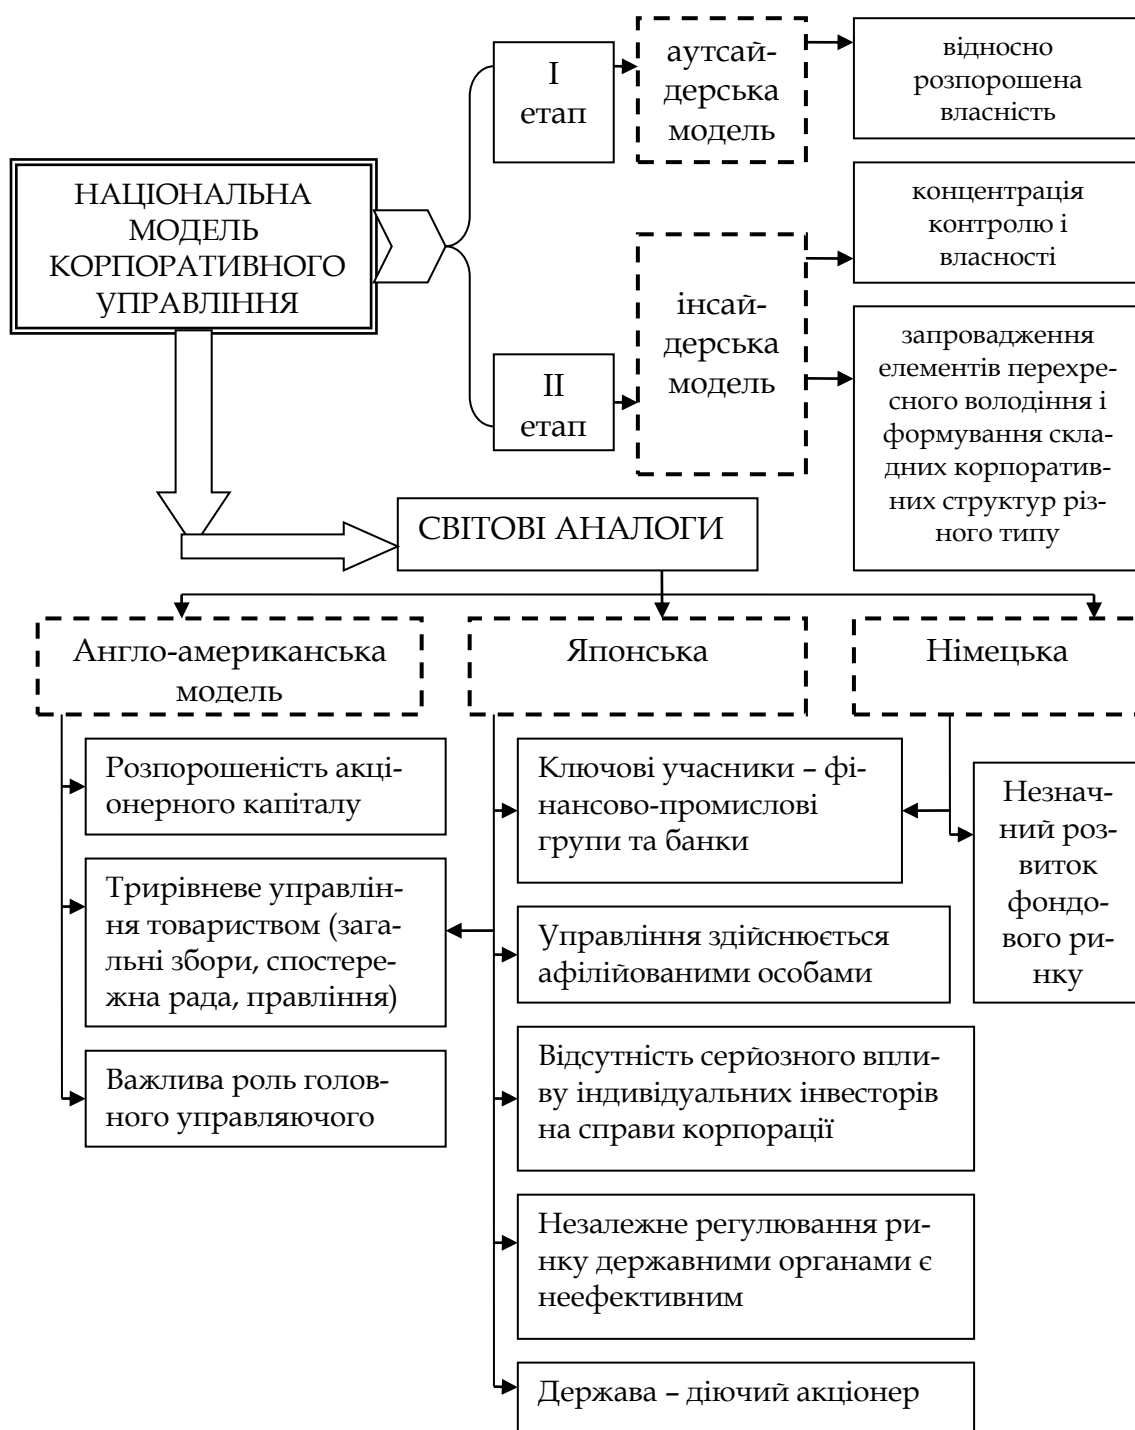 НАЦІОНАЛЬНА
МОДЕЛЬ
КОРПОРАТИВНОГО
УПРАВЛІННЯ
І
етап
аутсай-
дерська
модель
відносно
розпорошена
власність
ІІ
етап
інсай-
дерська
модель
концентрація
контролю і
власності
запровадження
елементів перехре-
сного володіння і
формування скла-
дних корпоратив-
них структур різ-
ного типу
СВІТОВІ АНАЛОГИ
Англо-американська
модель
Розпорошеність акці-
онерного капіталу
Трирівневе управлін-
ня товариством (зага-
льні збори, спостере-
жна рада, правління)
Важлива роль голов-
ного управляючого
Японська
Ключові учасники – фі-
нансово-промислові
групи та банки
Управління здійснюється
афілійованими особами
Відсутність серйозного впли-
ву індивідуальних інвесторів
на справи корпорації
Незалежне регулювання ри-
нку державними органами є
неефективним
Держава – діючий акціонер
Німецька
Незнач-
ний роз-
виток
фондо-
вого ри-
нку